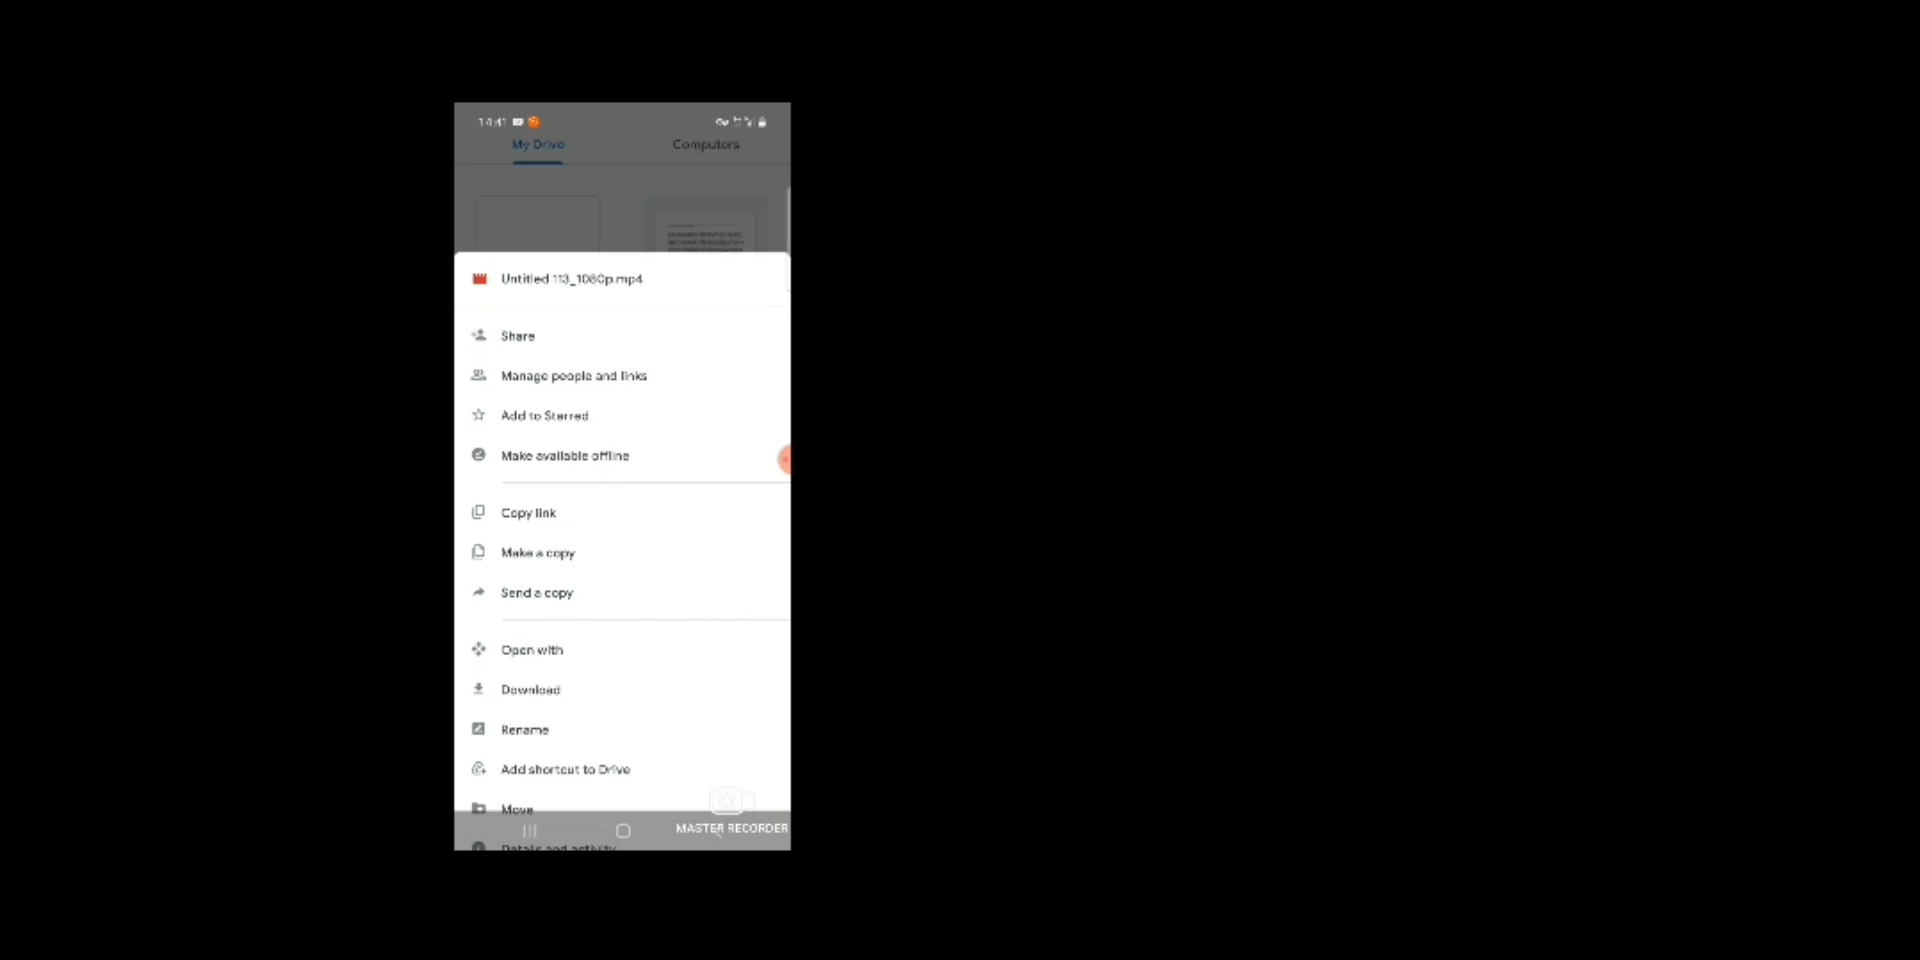 14:41
My Drive
Computers
Untitled 113_1080p.mp4
Share
Manage people and links
Add to Starred
Make available offline
Copy link
Make a copy
Send a copy
Open with
Download
Rename
Add shortcut to Drive
Move
MASTER RECORDER
Details and activity